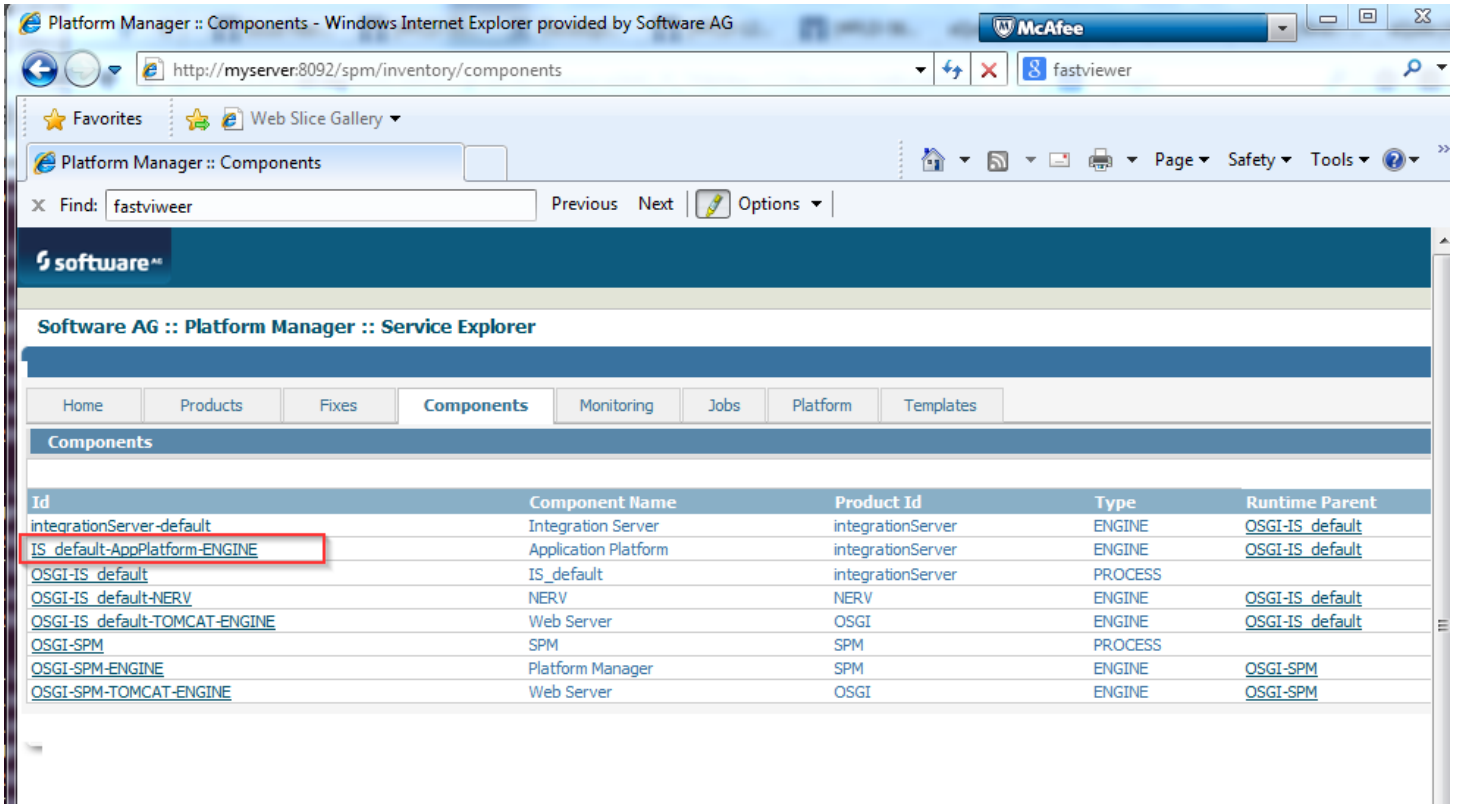 Platform Manager :: Components - Windows Internet Explorer provided by Software AG McAfee
http://myserver:8092/spm/inventory/components fastviewer
Favorites Web Slice Gallery
Platform Manager :: Components Page Safety Tools
x Find: fastviweer Previous Next Options
software AG
Software AG :: Platform Manager :: Service Explorer
Home Products Fixes Components Monitoring Jobs Platform Templates
Components
Id Component Name Product Id Type Runtime Parent
integrationServer-default Integration Server integrationServer ENGINE OSGI-IS_default
IS_default-AppPlatform-ENGINE Application Platform integrationServer ENGINE OSGI-IS_default
OSGI-IS_default IS_default integrationServer PROCESS
OSGI-IS_default-NERV NERV NERV ENGINE OSGI-IS_default
OSGI-IS_default-TOMCAT-ENGINE Web Server OSGI ENGINE OSGI-IS_default
OSGI-SPM SPM SPM PROCESS
OSGI-SPM-ENGINE Platform Manager SPM ENGINE OSGI-SPM
OSGI-SPM-TOMCAT-ENGINE Web Server OSGI ENGINE OSGI-SPM